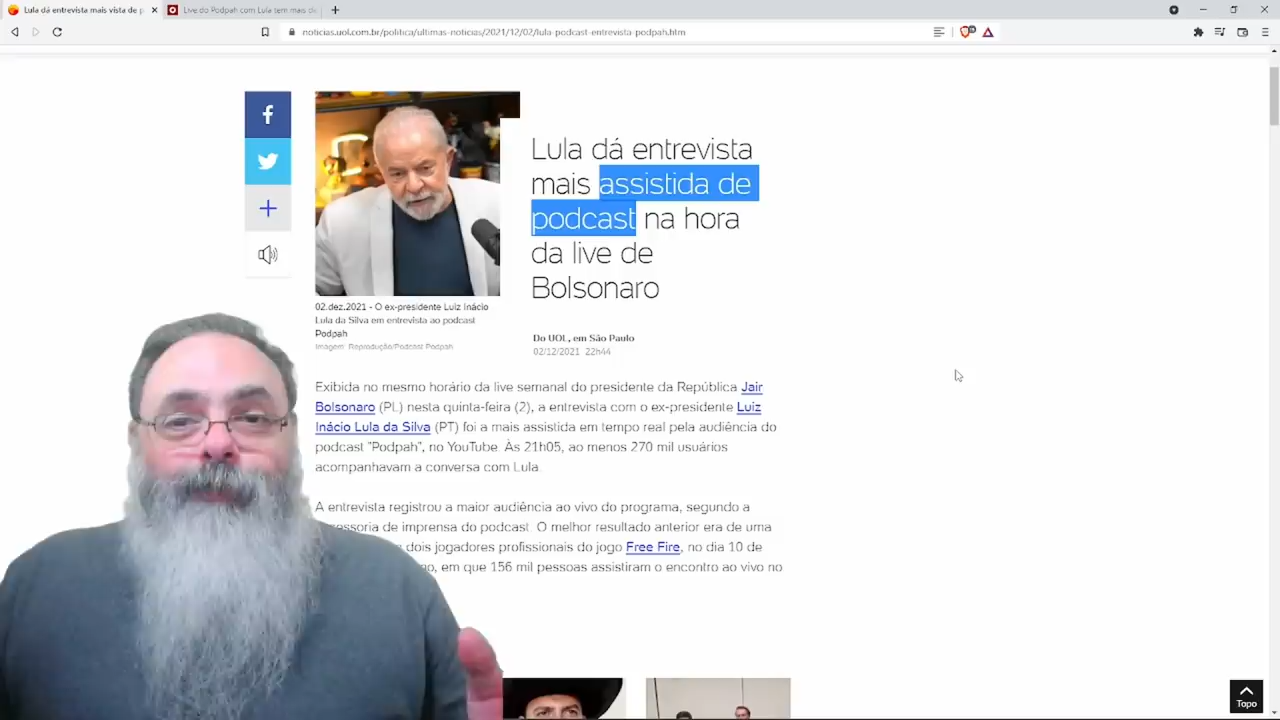 Lula dá entrevista mais vista de p
Live do Podpah com Lula tem mais de
noticias.uol.com.br/politica/ultimas-noticias/2021/12/02/lula-podcast-entrevista-podpah.htm
Lula dá entrevista
mais assistida de
podcast na hora
da live de
Bolsonaro
02.dez.2021 - O ex-presidente Luiz Inácio
Lula da Silva em entrevista ao podcast
Podpah
Imagem: Reprodução/Podcast Podpah
Do UOL, em São Paulo
02/12/2021 22h44
Exibida no mesmo horário da live semanal do presidente da República Jair
Bolsonaro (PL) nesta quinta-feira (2), a entrevista com o ex-presidente Luiz
Inácio Lula da Silva (PT) foi a mais assistida em tempo real pela audiência do
podcast "Podpah", no YouTube. Às 21h05, ao menos 270 mil usuários
acompanhavam a conversa com Lula.
A entrevista registrou a maior audiência ao vivo do programa, segundo a
de imprensa do podcast. O melhor resultado anterior era de uma
dois jogadores profissionais do jogo Free Fire, no dia 10 de
em que 156 mil pessoas assistiram o encontro ao vivo no
Topo